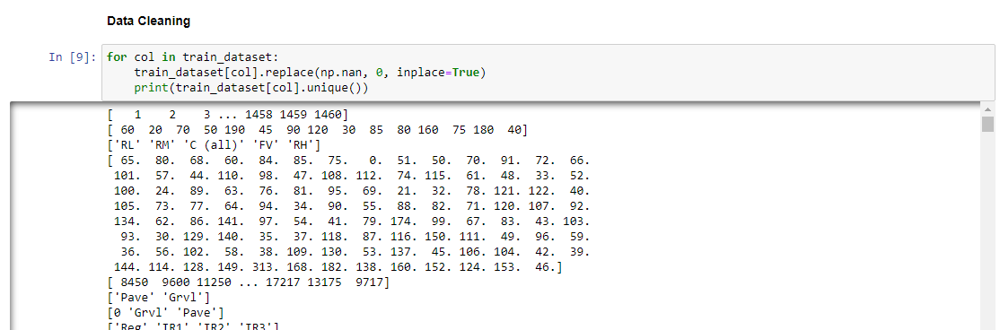 Data Cleaning
In [9]: for col in train_dataset:
train_dataset[col].replace(np.nan, 0, inplace=True)
print(train_dataset[col].unique())
[   1    2    3 ... 1458 1459 1460]
[ 60  20  70  50 190  45  90 120  30  85  80 160  75 180  40]
['RL' 'RM' 'C (all)' 'FV' 'RH']
[ 65.  80.  68.  60.  84.  85.  75.   0.  51.  50.  70.  91.  72.  66.
101.  57.  44. 110.  98.  47. 108. 112.  74. 115.  61.  48.  33.  52.
100.  24.  89.  63.  76.  81.  95.  69.  21.  32.  78. 121. 122.  40.
105.  73.  77.  64.  94.  34.  90.  55.  88.  82.  71. 120. 107.  92.
134.  62.  86. 141.  97.  54.  41.  79. 174.  99.  67.  83.  43. 103.
93.  30. 129. 140.  35.  37. 118.  87. 116. 150. 111.  49.  96.  59.
36.  56. 102.  58.  38. 109. 130.  53. 137.  45. 106. 104.  42.  39.
144. 114. 128. 149. 313. 168. 182. 138. 160. 152. 124. 153.  46.]
[ 8450  9600 11250 ... 17217 13175  9717]
['Pave' 'Grvl']
[0 'Grvl' 'Pave']
['Reg' 'IR1' 'IR2' 'IR3']